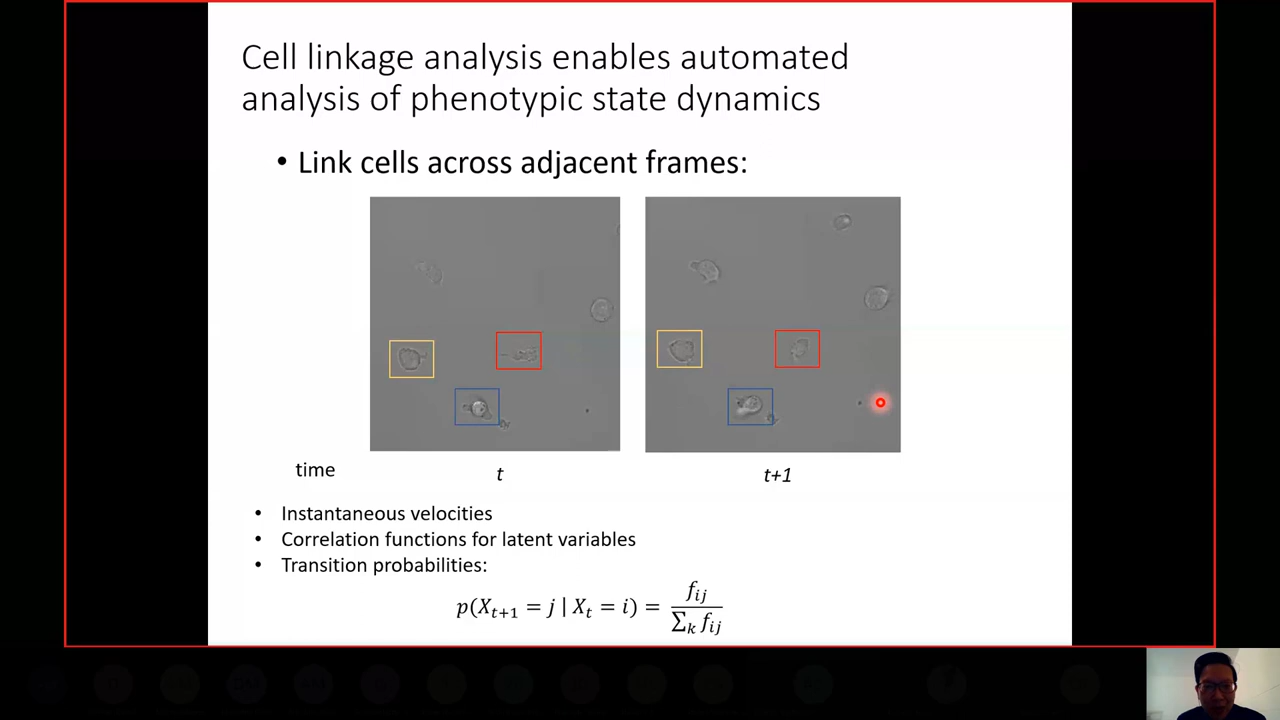 Cell linkage analysis enables automated
analysis of phenotypic state dynamics
• Link cells across adjacent frames:
time t t+1
• Instantaneous velocities
• Correlation functions for latent variables
• Transition probabilities:
p(X_{t+1} = j | X_t = i) = f_{ij} / ∑_k f_{ij}